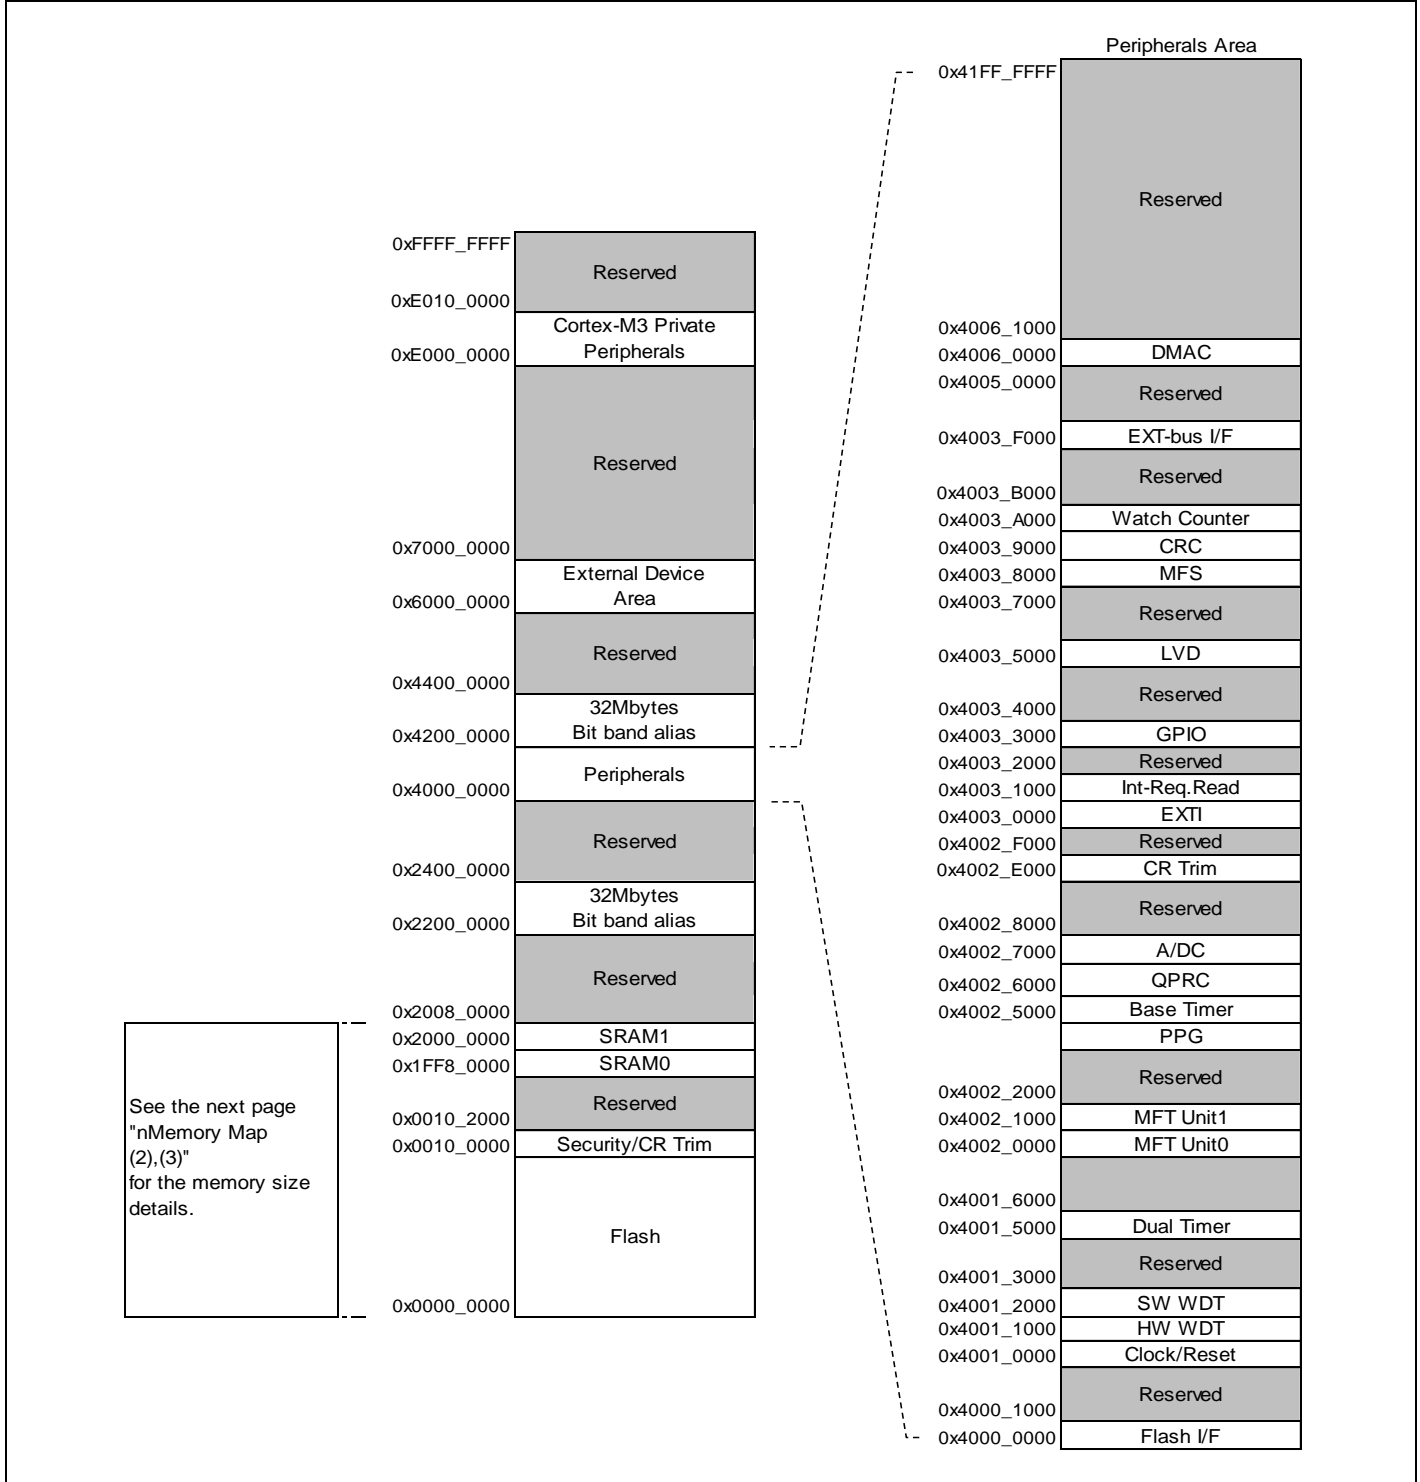 Peripherals Area
0x41FF_FFFF
Reserved
0x4006_1000
0x4006_0000 DMAC
0x4005_0000
Reserved
0x4003_F000 EXT-bus I/F
Reserved
0x4003_B000
0x4003_A000 Watch Counter
0x4003_9000 CRC
0x4003_8000 MFS
0x4003_7000
Reserved
0x4003_5000 LVD
Reserved
0x4003_4000
0x4003_3000 GPIO
0x4003_2000 Reserved
0x4003_1000 Int-Req.Read
0x4003_0000 EXTI
0x4002_F000 Reserved
0x4002_E000 CR Trim
Reserved
0x4002_8000
0x4002_7000 A/DC
0x4002_6000 QPRC
0x4002_5000 Base Timer
PPG
Reserved
0x4002_2000
0x4002_1000 MFT Unit1
0x4002_0000 MFT Unit0
0x4001_6000
0x4001_5000 Dual Timer
Reserved
0x4001_3000
0x4001_2000 SW WDT
0x4001_1000 HW WDT
0x4001_0000 Clock/Reset
Reserved
0x4000_1000
0x4000_0000 Flash I/F
0xFFFF_FFFF
Reserved
0xE010_0000
Cortex-M3 Private
0xE000_0000 Peripherals
Reserved
0x7000_0000
External Device
0x6000_0000 Area
Reserved
0x4400_0000
32Mbytes
0x4200_0000 Bit band alias
Peripherals
0x4000_0000
Reserved
0x2400_0000
32Mbytes
0x2200_0000 Bit band alias
Reserved
0x2008_0000
0x2000_0000 SRAM1
0x1FF8_0000 SRAM0
Reserved
0x0010_2000
0x0010_0000 Security/CR Trim
Flash
0x0000_0000
See the next page
"nMemory Map
(2),(3)"
for the memory size
details.